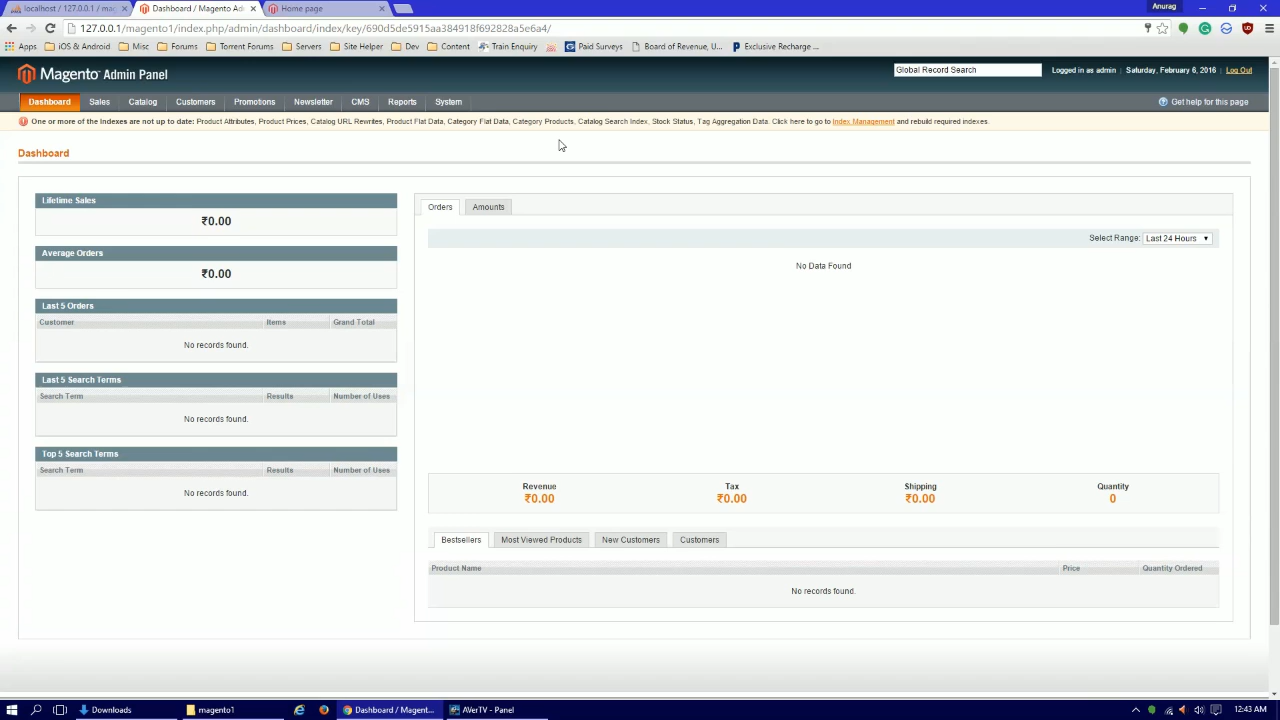 localhost / 127.0.0.1 / mag
Dashboard / Magento Admi
Home page
Anurag
127.0.0.1/magento1/index.php/admin/dashboard/index/key/690d5de5915aa384918f692828a5e6a4/
Apps
iOS & Android
Misc
Forums
Torrent Forums
Servers
Site Helper
Dev
Content
Train Enquiry
Paid Surveys
Board of Revenue, U...
Exclusive Recharge ...
Magento Admin Panel
Global Record Search
Logged in as admin | Saturday, February 6, 2016 | Log Out
Dashboard
Sales
Catalog
Customers
Promotions
Newsletter
CMS
Reports
System
Get help for this page
One or more of the Indexes are not up to date: Product Attributes, Product Prices, Catalog URL Rewrites, Product Flat Data, Category Flat Data, Category Products, Catalog Search Index, Stock Status, Tag Aggregation Data. Click here to go to Index Management and rebuild required indexes.
Dashboard
Lifetime Sales
₹0.00
Average Orders
₹0.00
Last 5 Orders
Customer Items Grand Total
No records found.
Last 5 Search Terms
Search Term Results Number of Uses
No records found.
Top 5 Search Terms
Search Term Results Number of Uses
No records found.
Orders
Amounts
Select Range: Last 24 Hours
No Data Found
Revenue Tax Shipping Quantity
₹0.00 ₹0.00 ₹0.00 0
Bestsellers
Most Viewed Products
New Customers
Customers
Product Name Price Quantity Ordered
No records found.
Downloads
magento1
Dashboard / Magent...
AVerTV - Panel
12:43 AM